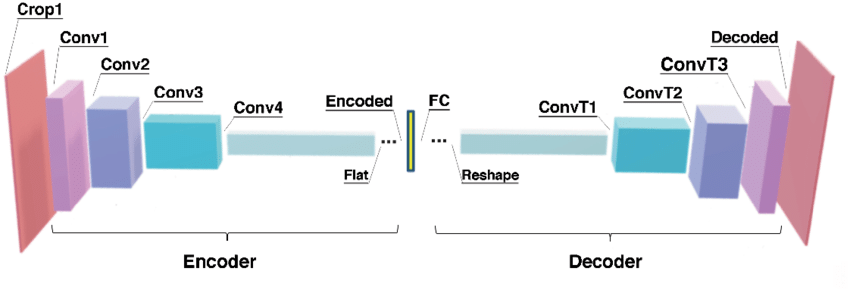 Crop1
Conv1
Conv2
Conv3
Conv4
Encoded
Flat
FC
Reshape
ConvT1
ConvT2
ConvT3
Decoded
Encoder
Decoder